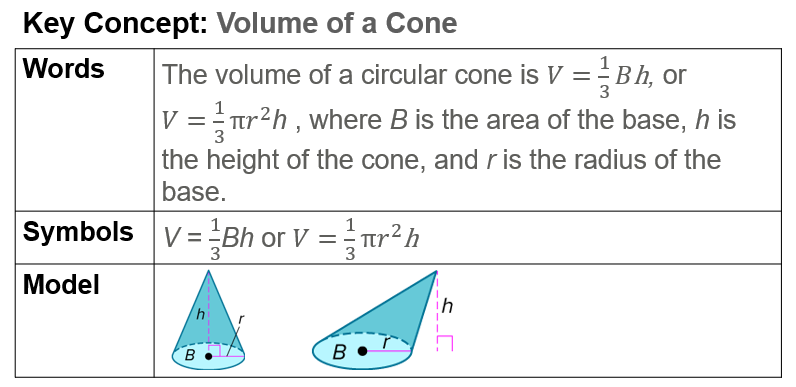 Key Concept: Volume of a Cone
Words
The volume of a circular cone is V = 1/3 Bh, or
V = 1/3 πr²h , where B is the area of the base, h is
the height of the cone, and r is the radius of the
base.
Symbols
V = 1/3 Bh or V = 1/3 πr²h
Model
h
r
B
h
r
B